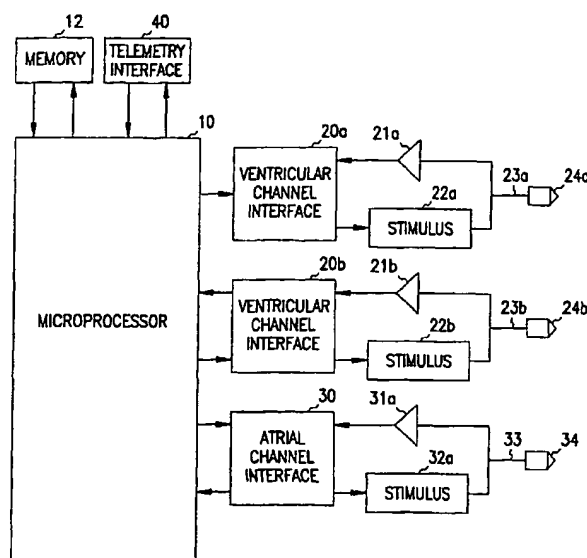 12
40
MEMORY
TELEMETRY
INTERFACE
10
MICROPROCESSOR
20a
VENTRICULAR
CHANNEL
INTERFACE
21a
22a
STIMULUS
23a
24a
20b
VENTRICULAR
CHANNEL
INTERFACE
21b
22b
STIMULUS
23b
24b
30
ATRIAL
CHANNEL
INTERFACE
31a
32a
STIMULUS
33
34